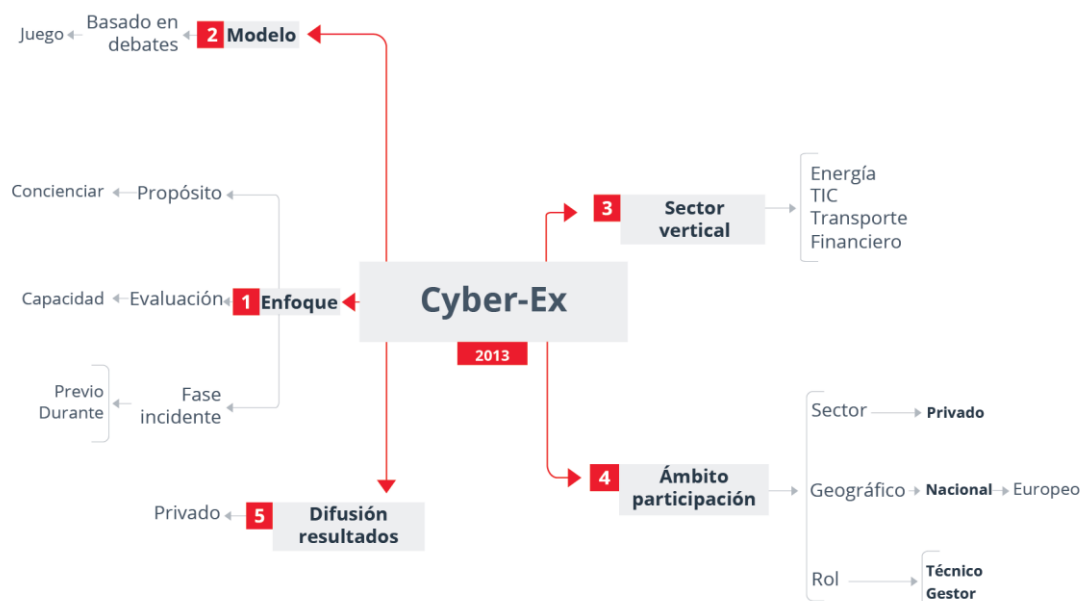 Juego
Basado en
debates
2 Modelo
Concienciar
Propósito
Capacidad
Evaluación
1 Enfoque
Previo
Durante
Fase
incidente
Privado
5 Difusión
resultados
Cyber-Ex
2013
3 Sector
vertical
Energía
TIC
Transporte
Financiero
4 Ámbito
participación
Sector
Privado
Geográfico
Nacional
Europeo
Rol
Técnico
Gestor